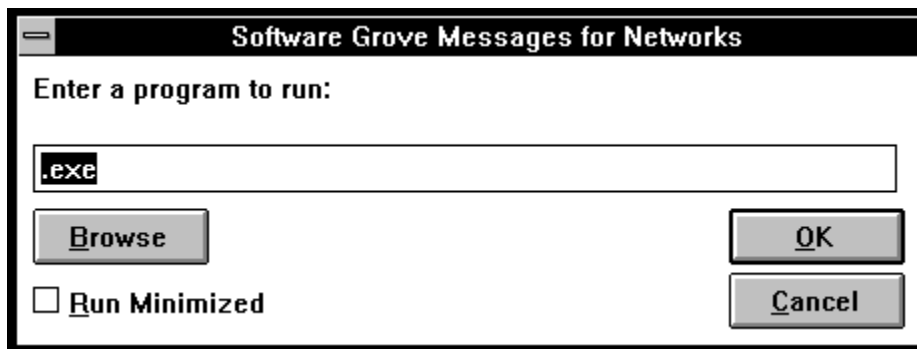 Software Grove Messages for Networks
Enter a program to run:
.exe
Browse
OK
Run Minimized
Cancel